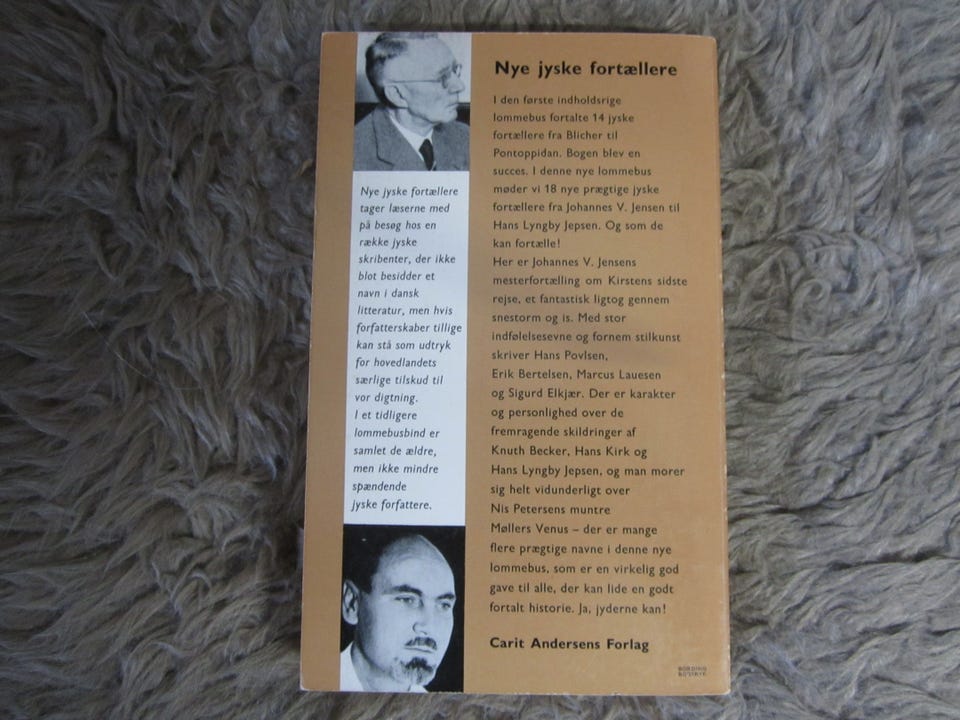 Nye jyske fortællere
I den første indholdsrige
lommebus fortalte 14 jyske
fortællere fra Blicher til
Pontoppidan. Bogen blev en
succes. I denne nye lommebus
møder vi 18 nye prægtige jyske
fortællere fra Johannes V. Jensen til
Hans Lyngby Jepsen. Og som de
kan fortælle!
Her er Johannes V. Jensens
mesterfortælling om Kirstens sidste
rejse, et fantastisk ligtog gennem
snestorm og is. Med stor
indfølelsesevne og fornem stilkunst
skriver Hans Povlsen,
Erik Bertelsen, Marcus Lauesen
og Sigurd Elkjær. Der er karakter
og personlighed over de
fremragende skildringer af
Knuth Becker, Hans Kirk og
Hans Lyngby Jepsen, og man morer
sig helt vidunderligt over
Nis Petersens muntre
Møllers Venus – der er mange
flere prægtige navne i denne nye
lommebus, som er en virkelig god
gave til alle, der kan lide en godt
fortalt historie. Ja, jyderne kan!
Carit Andersens Forlag
Nye jyske fortællere
tager læserne med
på besøg hos en
række jyske
skribenter, der ikke
blot besidder et
navn i dansk
litteratur, men hvis
forfatterskaber tillige
kan stå som udtryk
for hovedlandets
særlige tilskud til
vor digtning.
I et tidligere
lommebusbind er
samlet de ældre,
men ikke mindre
spændende
jyske forfattere.